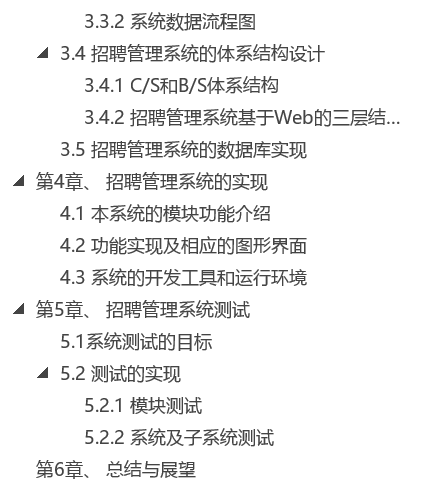 3.3.2 系统数据流程图
3.4 招聘管理系统的体系结构设计
3.4.1 C/S和B/S体系结构
3.4.2 招聘管理系统基于Web的三层结...
3.5 招聘管理系统的数据库实现
第4章、 招聘管理系统的实现
4.1 本系统的模块功能介绍
4.2 功能实现及相应的图形界面
4.3 系统的开发工具和运行环境
第5章、 招聘管理系统测试
5.1系统测试的目标
5.2 测试的实现
5.2.1 模块测试
5.2.2 系统及子系统测试
第6章、 总结与展望